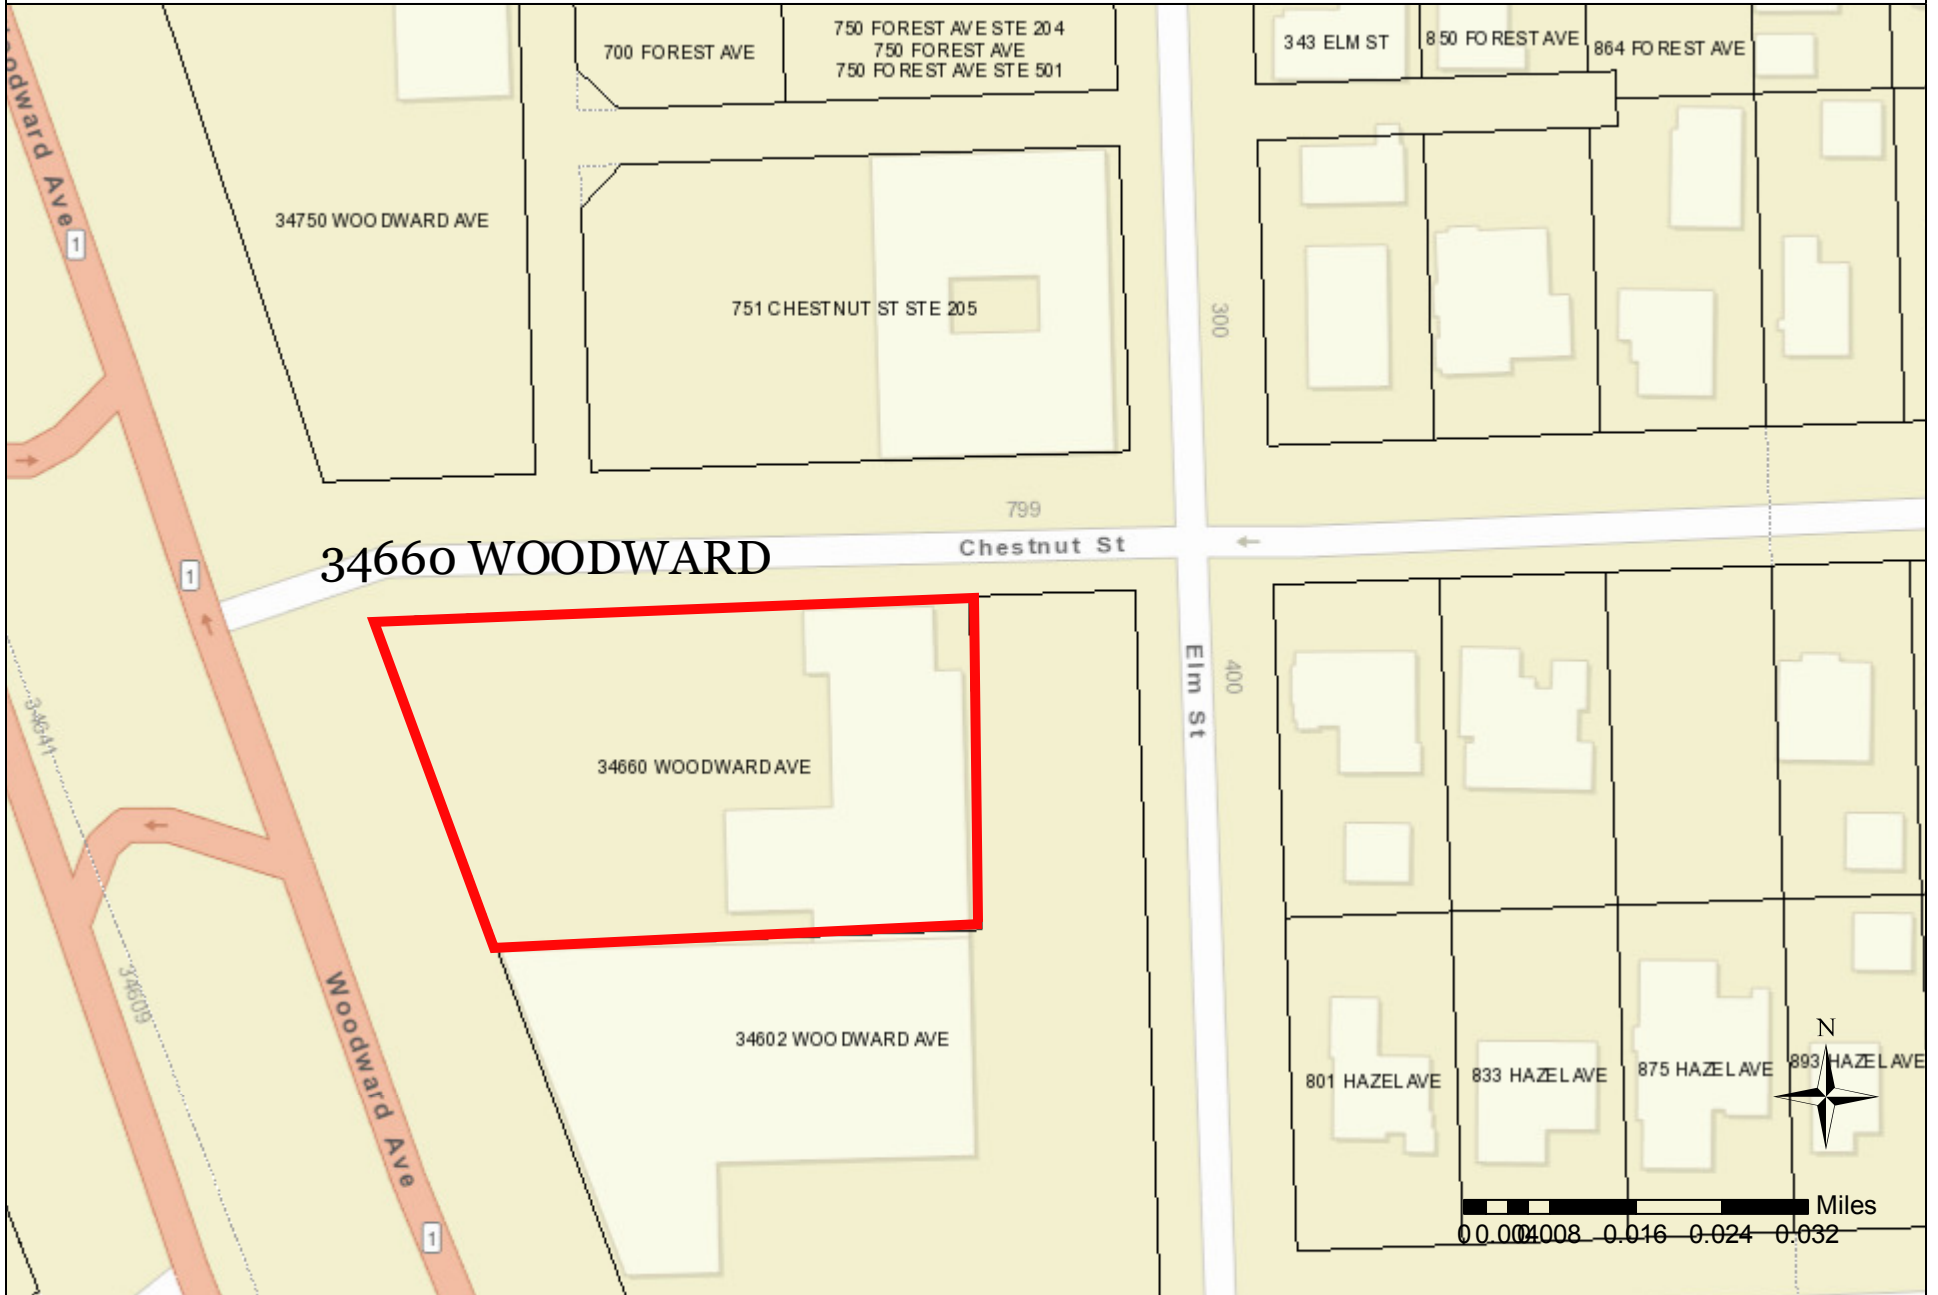 Woodward Ave
1
700 FOREST AVE
750 FOREST AVE STE 204
750 FOREST AVE
750 FOREST AVE STE 501
343 ELM ST
850 FOREST AVE
864 FOREST AVE
34750 WOODWARD AVE
751 CHESTNUT ST STE 205
300
799
Chestnut St
34660 WOODWARD
1
34660 WOODWARD AVE
Elm St
400
34641
34609
Woodward Ave
34602 WOODWARD AVE
801 HAZEL AVE
833 HAZEL AVE
875 HAZEL AVE
893 HAZEL AVE
N
1
Miles
0 0.004 0.008 0.016 0.024 0.032